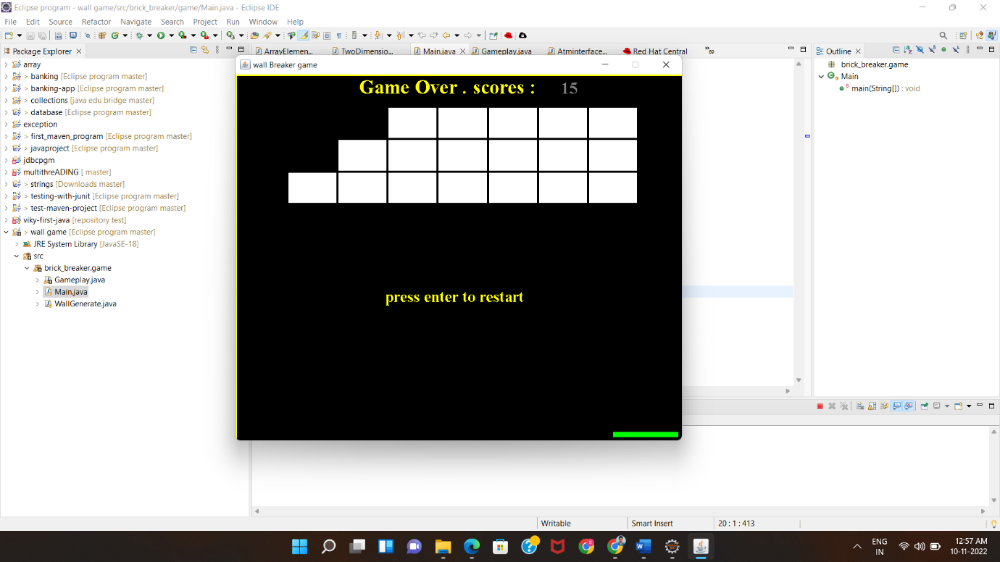 Eclipse program - wall game/src/brick_breaker/game/Main.java - Eclipse IDE
File Edit Source Refactor Navigate Search Project Run Window Help
Package Explorer
ArrayElemen... TwoDimensio... Main.java Gameplay.java Atminterface... Red Hat Central »69
Outline
wall Breaker game
Game Over . scores : 15
press enter to restart
array
> banking [Eclipse program master]
> banking-app [Eclipse program master]
> collections [java edu bridge master]
> database [Eclipse program master]
exception
> first_maven_program [Eclipse program master]
> javaproject [Eclipse program master]
jdbcpgm
multithreADING [ master]
> strings [Downloads master]
> testing-with-junit [Eclipse program master]
> test-maven-project [Eclipse program master]
viky-first-java [repository test]
> wall game [Eclipse program master]
JRE System Library [JavaSE-18]
src
brick_breaker.game
Gameplay.java
Main.java
WallGenerate.java
brick_breaker.game
Main
main(String[]) : void
Writable Smart Insert 20 : 1 : 413
ENG
IN
12:57 AM
10-11-2022